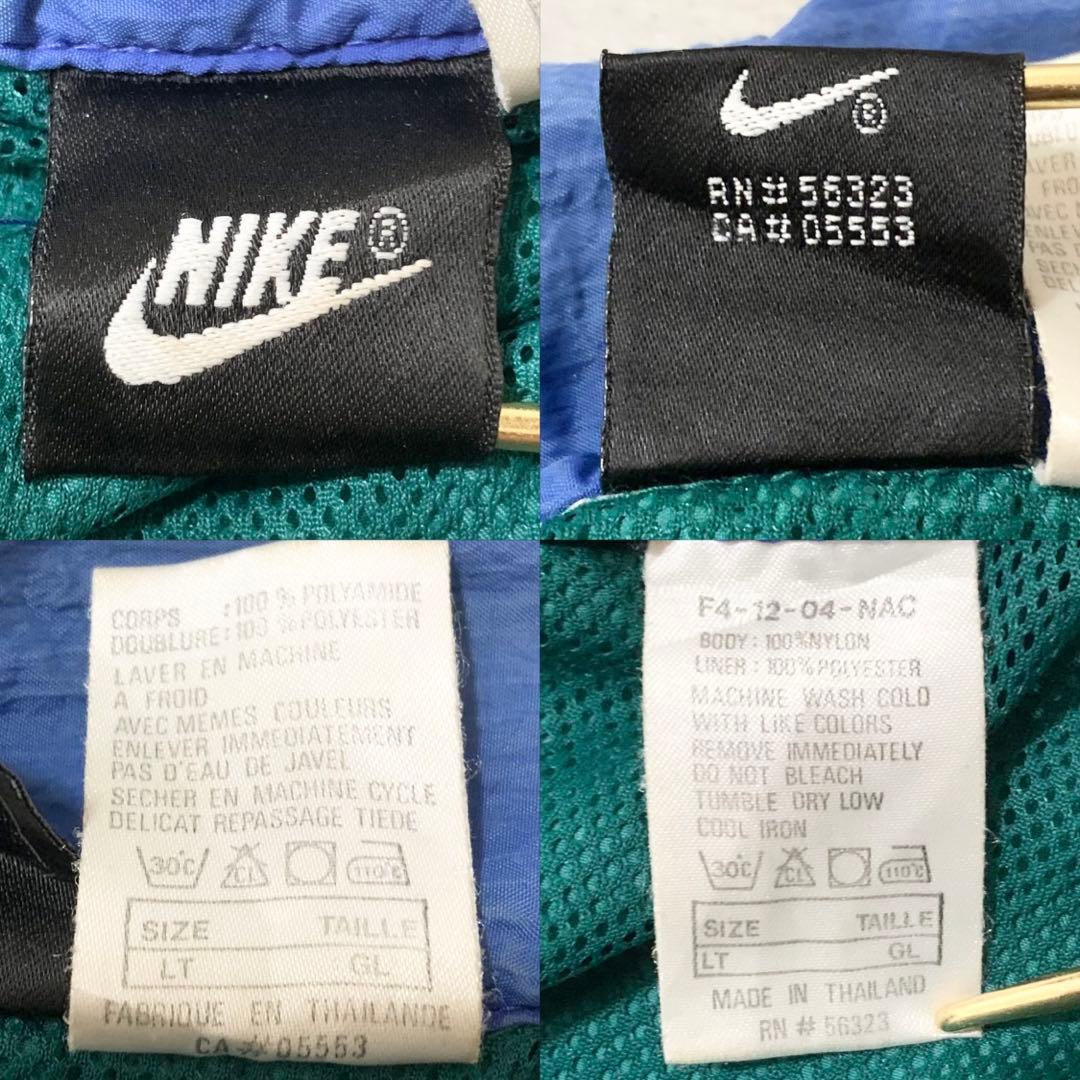 NIKE®
®
RN#56323
CA#05553
CORPS :100 % POLYAMIDE
DOUBLURE: 100 % POLYESTER
LAVER EN MACHINE
A FROID
AVEC MEMES COULEURS
ENLEVER IMMEDIATEMENT
PAS D'EAU DE JAVEL
SECHER EN MACHINE CYCLE
DELICAT REPASSAGE TIEDE
30°C CL 110°C
SIZE TAILLE
LT GL
FABRIQUE EN THAILANDE
CA#05553
F4-12-04-NAC
BODY: 100%NYLON
LINER: 100%POLYESTER
MACHINE WASH COLD
WITH LIKE COLORS
REMOVE IMMEDIATELY
DO NOT BLEACH
TUMBLE DRY LOW
COOL IRON
30°C CL 110°C
SIZE TAILLE
LT GL
MADE IN THAILAND
RN # 56323